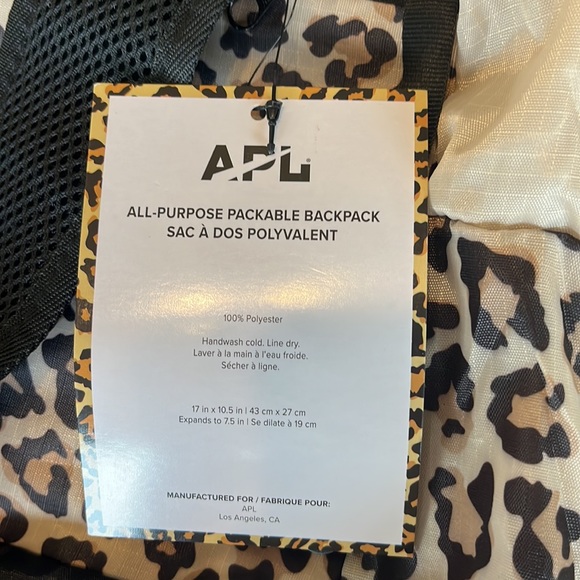 APL
ALL-PURPOSE PACKABLE BACKPACK
SAC À DOS POLYVALENT
100% Polyester
Handwash cold. Line dry.
Laver à la main à l'eau froide.
Sécher à ligne.
17 in x 10.5 in | 43 cm x 27 cm
Expands to 7.5 in | Se dilate à 19 cm
MANUFACTURED FOR / FABRIQUE POUR:
APL
Los Angeles, CA